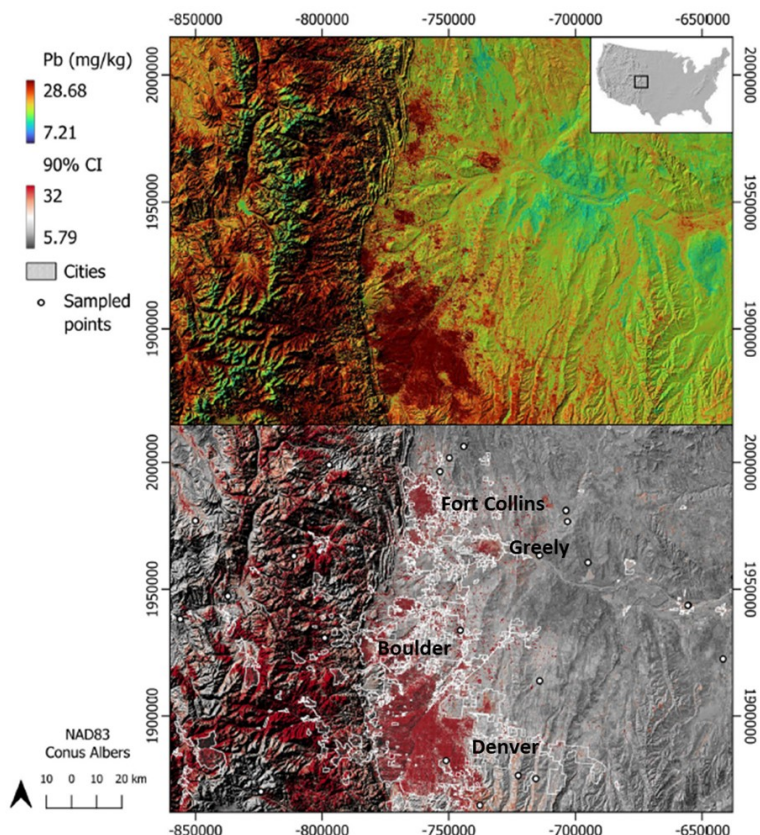 -850000 -800000 -750000 -700000 -650000
Pb (mg/kg)
28.68
7.21
90% CI
32
5.79
Cities
Sampled
points
2000000
2000000
1950000
1950000
1900000
1900000
2000000
2000000
Fort Collins
Greely
1950000
1950000
Boulder
1900000
1900000
Denver
NAD83
Conus Albers
10 0 10 20 km
-850000 -800000 -750000 -700000 -650000